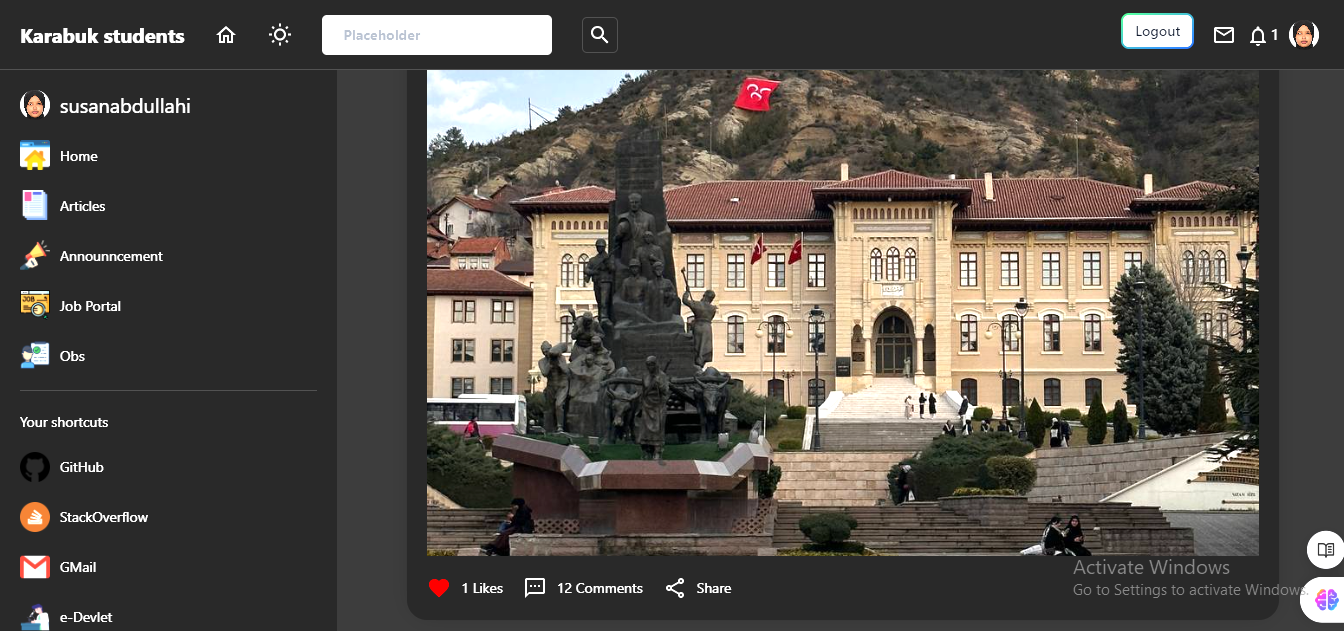 Karabuk students
Placeholder
Logout
1
susanabdullahi
Home
Articles
Announncement
Job Portal
Obs
Your shortcuts
GitHub
StackOverflow
GMail
e-Devlet
1 Likes
12 Comments
Share
Activate Windows
Go to Settings to activate Windows.